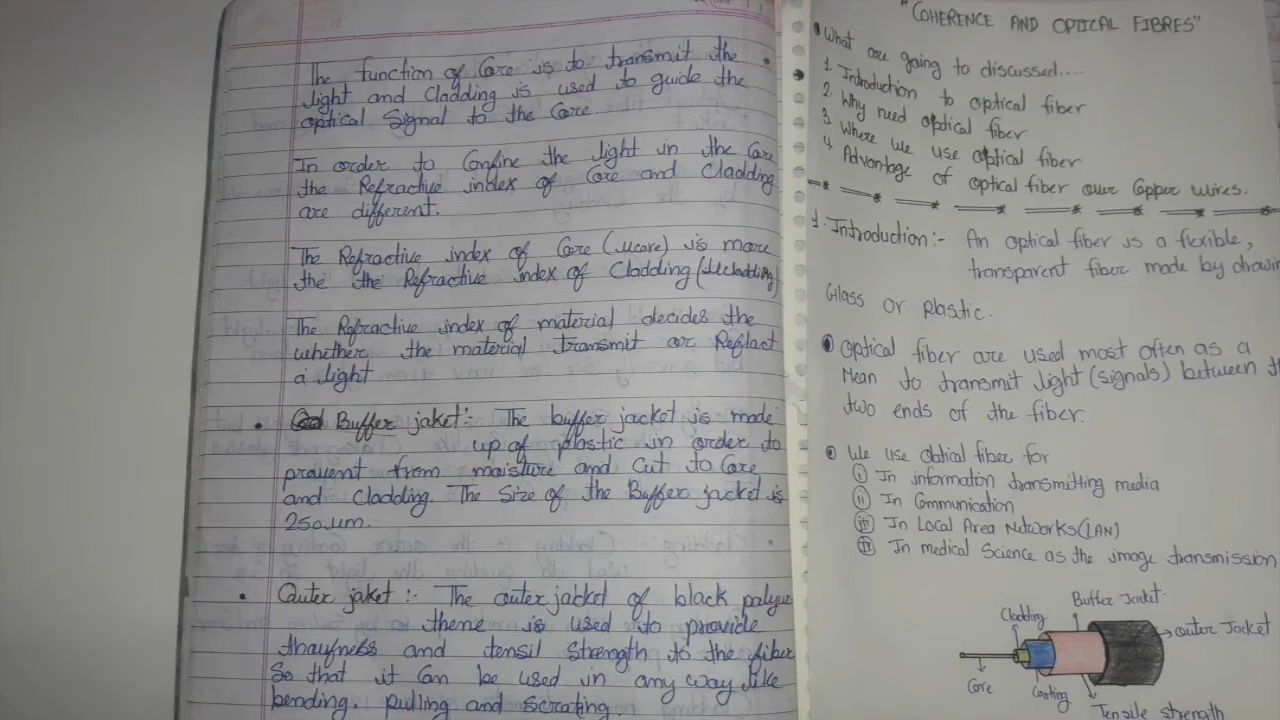 The function of Core is to transmit the
light and Cladding is used to guide the
optical Signal to the Core.
In order to Confine the light in the Core
the Refractive index of Core and Cladding
are different.
The Refractive index of Core (μcore) is more
the the Refractive index of Cladding (μcladding)
The Refractive index of material decides the
whether the material transmit or Reflact
a light
• Buffer jaket:- The buffer jacket is made
up of plastic in order to
prauent from moisture and Cut to Core
and Cladding. The Size of the Buffer jacket is
250 μm.
• Outer jaket :- The outer jacket of black palyur
theme is used to provide
thoughness and tensil Strength to the fiber
So that it Can be used in any way like
bending, pulling and scrating.
"COHERENCE AND OPTICAL FIBRES"
• What are going to discussed....
1. Introduction to optical fiber
2. Why need optical fiber
3. Where we use optical fiber
4. Advantage of optical fiber over Copper wires.
1. Introduction:- An optical fiber is a flexible,
transparent fiber made by drawin
Glass or plastic.
• Optical fiber are used most often as a
Mean to transmit light (signals) between t
two ends of the fiber.
• We use obtical fiber for
(i) In informaton transmitting media
(ii) In Communication
(iii) In Local Area Networks(LAN)
In medical Science as the image transmission
Buffer Jacket
Cladding
outer Jacket
Core
Coating
Tensile strength